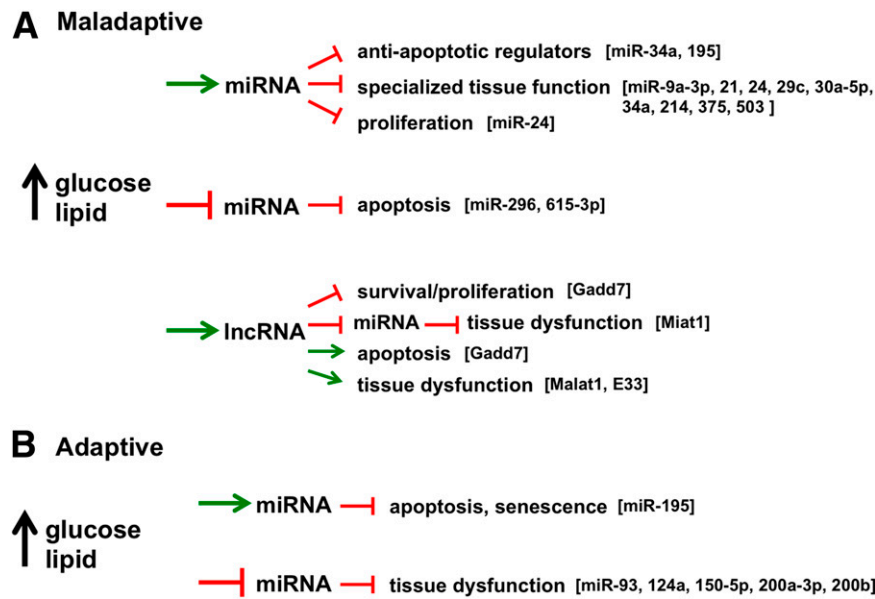 A Maladaptive
anti-apoptotic regulators [miR-34a, 195]
miRNA specialized tissue function [miR-9a-3p, 21, 24, 29c, 30a-5p,
34a, 214, 375, 503 ]
proliferation [miR-24]
glucose
lipid
miRNA apoptosis [miR-296, 615-3p]
survival/proliferation [Gadd7]
lncRNA miRNA tissue dysfunction [Miat1]
apoptosis [Gadd7]
tissue dysfunction [Malat1, E33]
B Adaptive
miRNA apoptosis, senescence [miR-195]
glucose
lipid
miRNA tissue dysfunction [miR-93, 124a, 150-5p, 200a-3p, 200b]